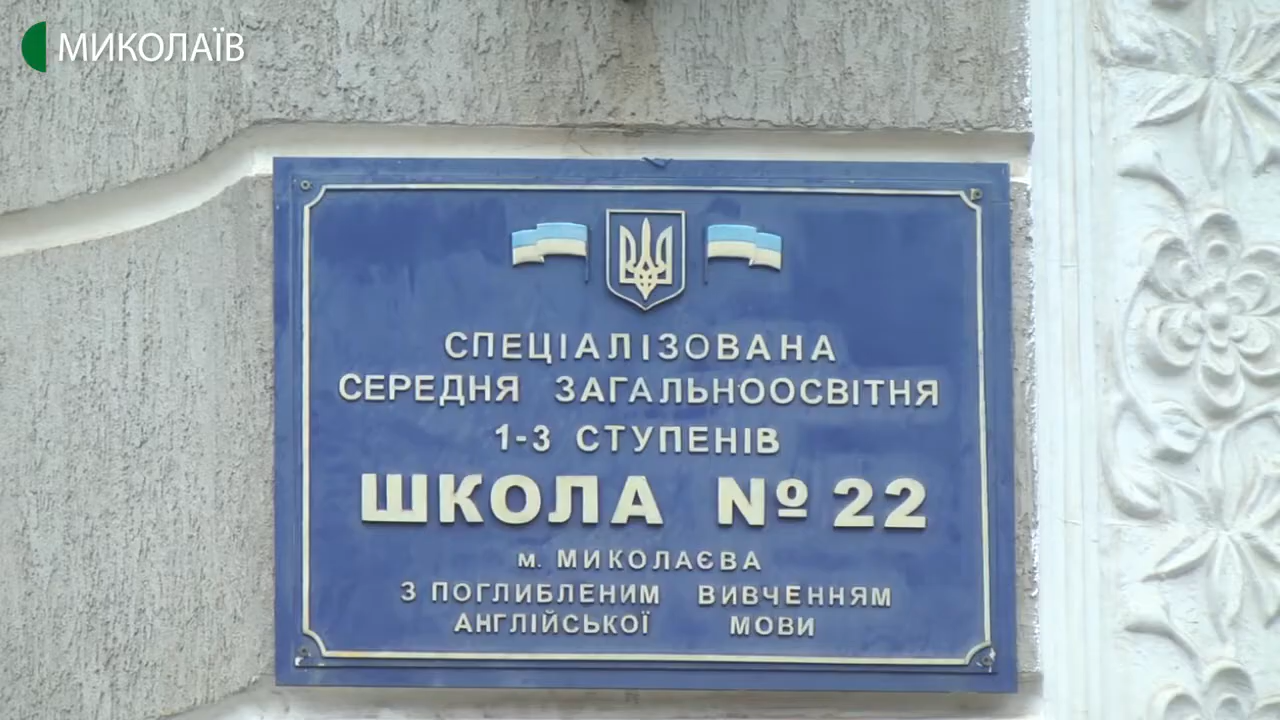 МИКОЛАЇВ
СПЕЦІАЛІЗОВАНА
СЕРЕДНЯ ЗАГАЛЬНООСВІТНЯ
1-3 СТУПЕНІВ
ШКОЛА № 22
м. МИКОЛАЄВА
З ПОГЛИБЛЕНИМ ВИВЧЕННЯМ
АНГЛІЙСЬКОЇ МОВИ